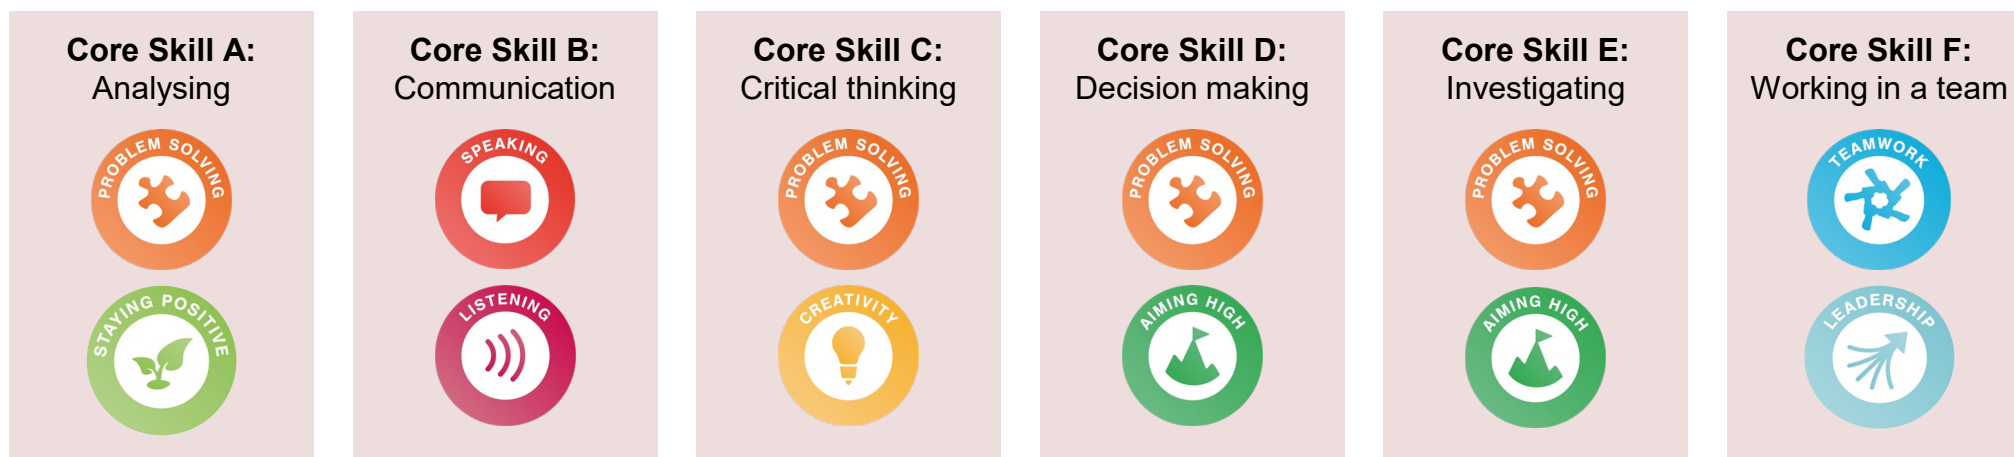 Core Skill A:
Analysing
PROBLEM SOLVING
STAYING POSITIVE
Core Skill B:
Communication
SPEAKING
LISTENING
Core Skill C:
Critical thinking
PROBLEM SOLVING
CREATIVITY
Core Skill D:
Decision making
PROBLEM SOLVING
AIMING HIGH
Core Skill E:
Investigating
PROBLEM SOLVING
AIMING HIGH
Core Skill F:
Working in a team
TEAMWORK
LEADERSHIP